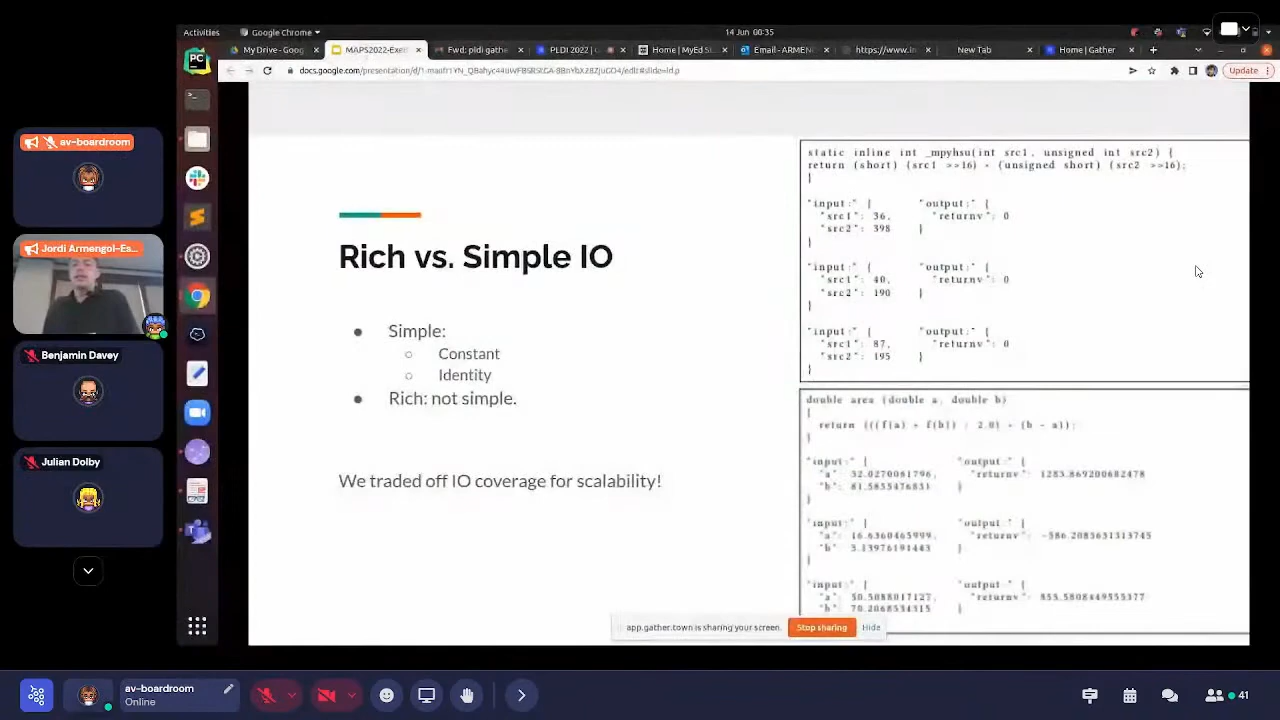 Activities
Google Chrome
14 Jun 00:35
My Drive - Goog
MAPS2022-Exe
Fwd: pldi gathe
PLDI 2022 |
Home | MyEd S
Email - ARMEN
https://www.in
New Tab
Home | Gather
Update
av-boardroom
Jordi Armengol-Es...
Benjamin Davey
Julian Dolby
Rich vs. Simple IO
● Simple:
○ Constant
○ Identity
● Rich: not simple.
We traded off IO coverage for scalability!
static inline int _mpyhsu(int src1, unsigned int src2) {
return (short) (src1 >>16) * (unsigned short) (src2 >>16);
}
"input:" { "output:" {
"src1": 36, "returnv": 0
"src2": 398 }
}
"input:" { "output:" {
"src1": 40, "returnv": 0
"src2": 190 }
}
"input:" { "output:" {
"src1": 87, "returnv": 0
"src2": 195 }
}
double area (double a, double b)
{
return (((f(a) + f(b)) / 2.0) * (b - a));
}
"input:" { "output:" {
"a": "returnv":
"b": }
}
"input:" { "output:" {
"a": "returnv":
"b": }
}
"input:" { "output:" {
"a": "returnv":
"b": }
app.gather.town is sharing your screen.
Stop sharing
Hide
av-boardroom
Online
41